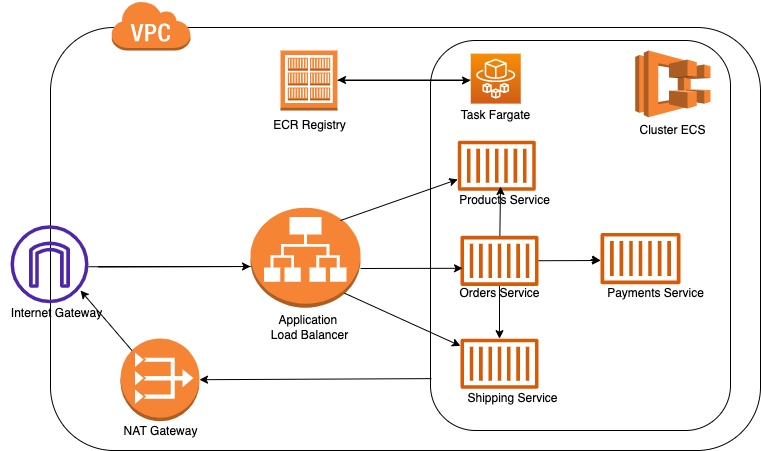 VPC
ECR Registry
Task Fargate
Cluster ECS
Products Service
Internet Gateway
Application
Load Balancer
Orders Service
Payments Service
NAT Gateway
Shipping Service